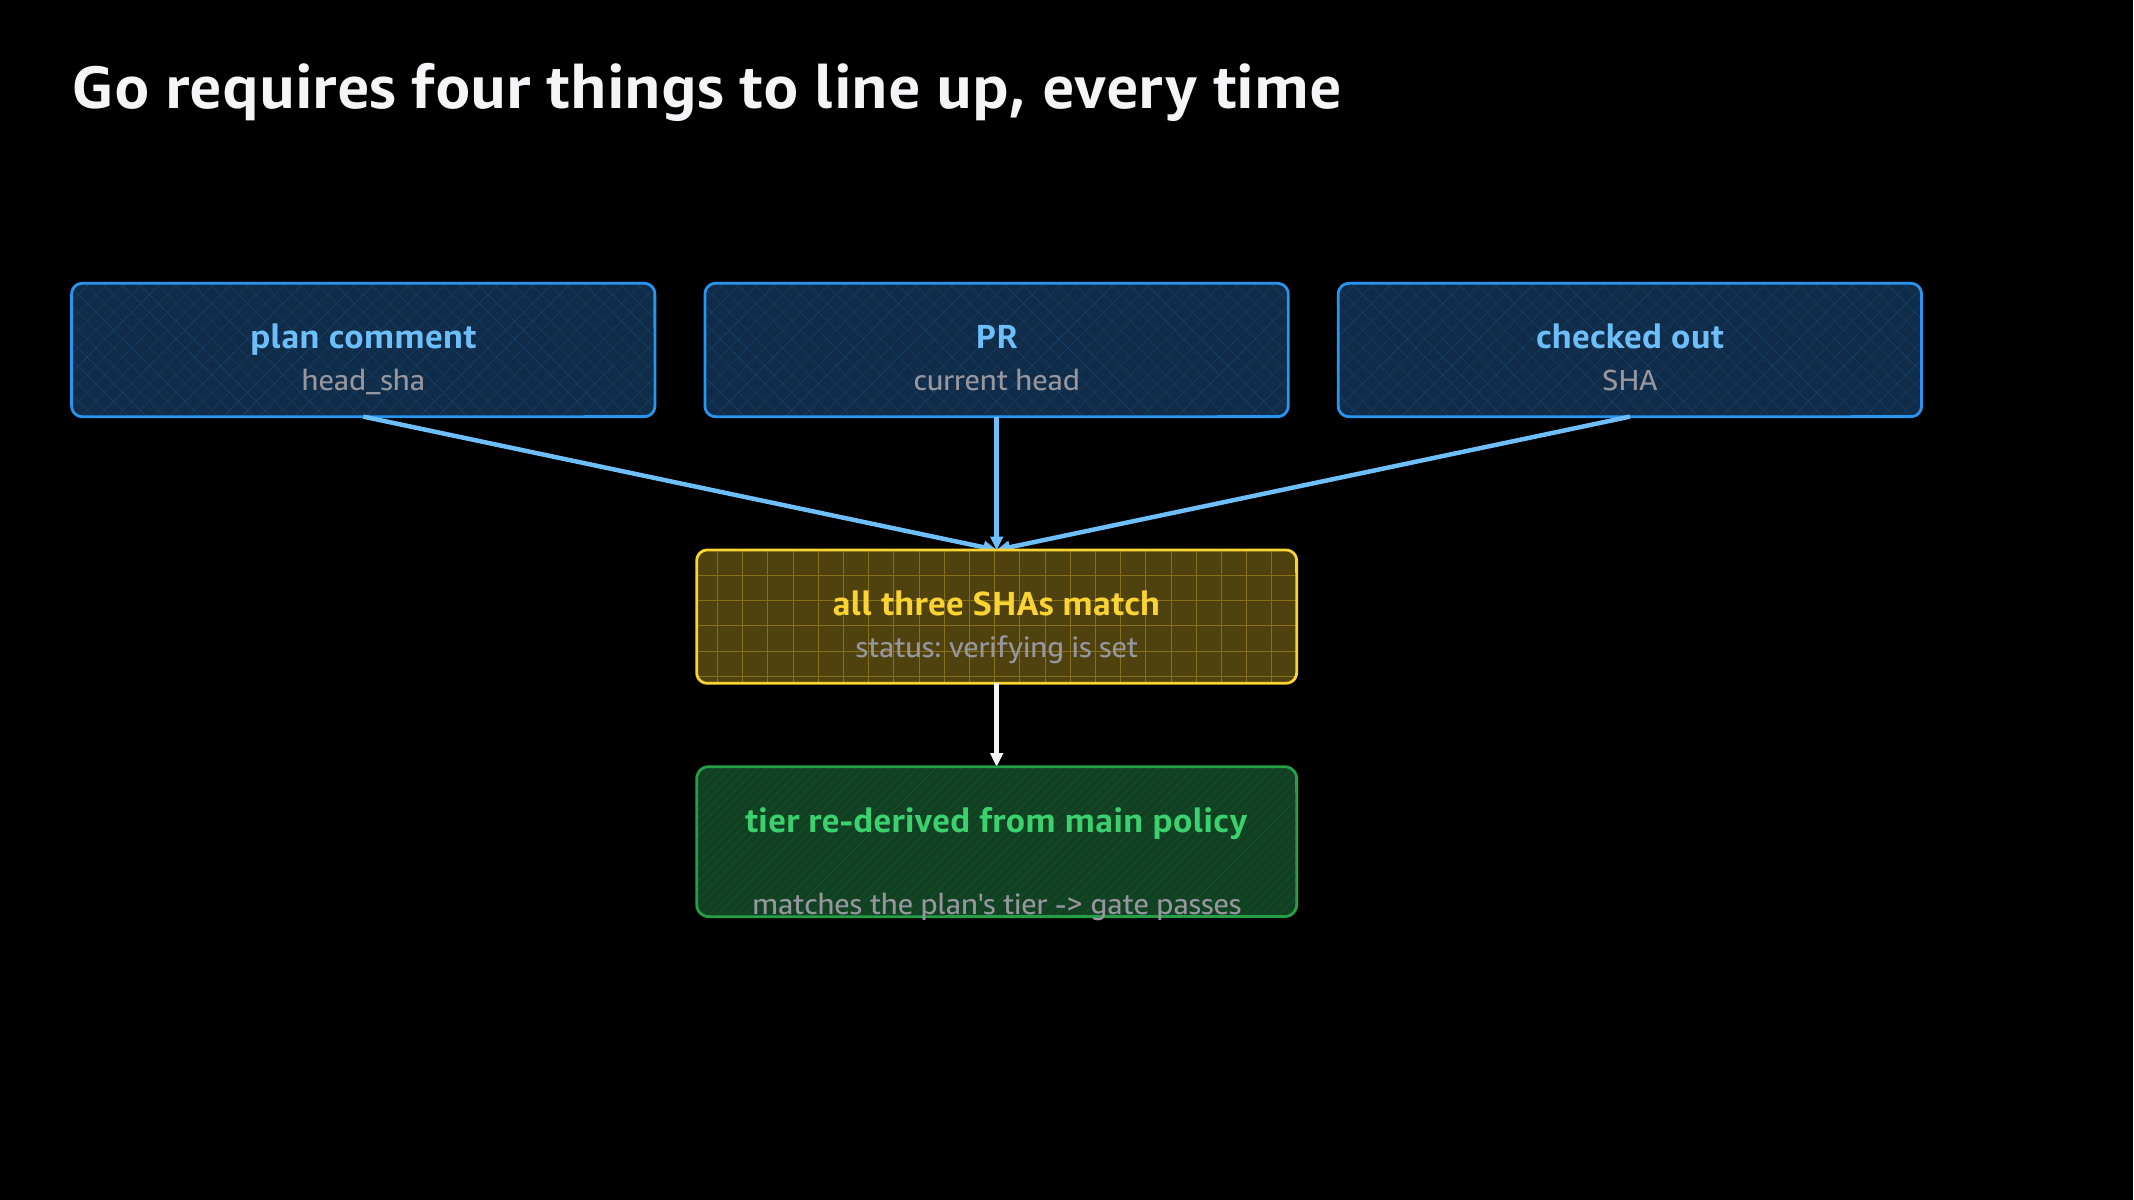 Go requires four things to line up, every time
plan comment
head_sha
PR
current head
checked out
SHA
all three SHAs match
status: verifying is set
tier re-derived from main policy
matches the plan's tier -> gate passes